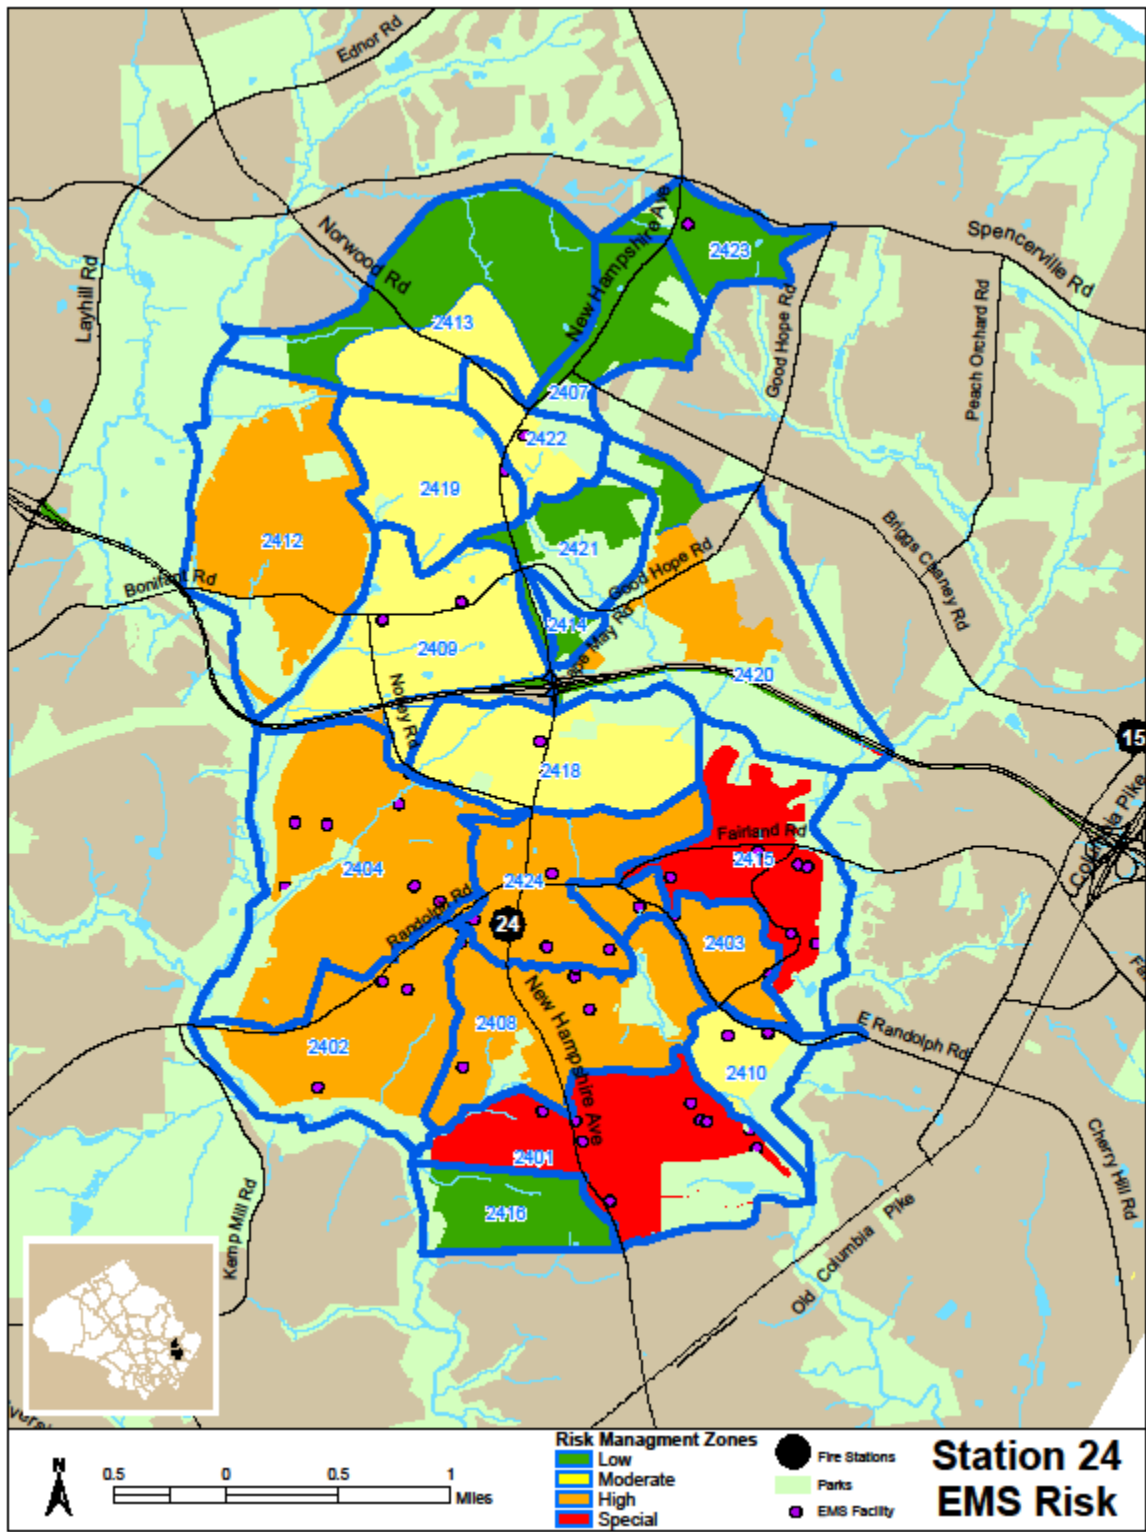 Ednor Rd
Norwood Rd
New Hampshire Ave
2423
Spencerville Rd
Layhill Rd
2413
Good Hope Rd
Peach Orchard Rd
2407
2422
2419
2412
2421
Briggs Chaney Rd
Good Hope Rd
Bonifant Rd
2414
2409
2420
Notley Rd
15
2418
Columbia Pike
Fairland Rd
2415
2404
2424
Randolph Rd
24
2403
New Hampshire Ave
2408
E Randolph Rd
2402
2410
2401
Cherry Hill Rd
2416
Kemp Mill Rd
Old Columbia Pike
N
0.5 0 0.5 1
Miles
Risk Managment Zones
Low
Moderate
High
Special
Fire Stations
Parks
EMS Facility
Station 24
EMS Risk